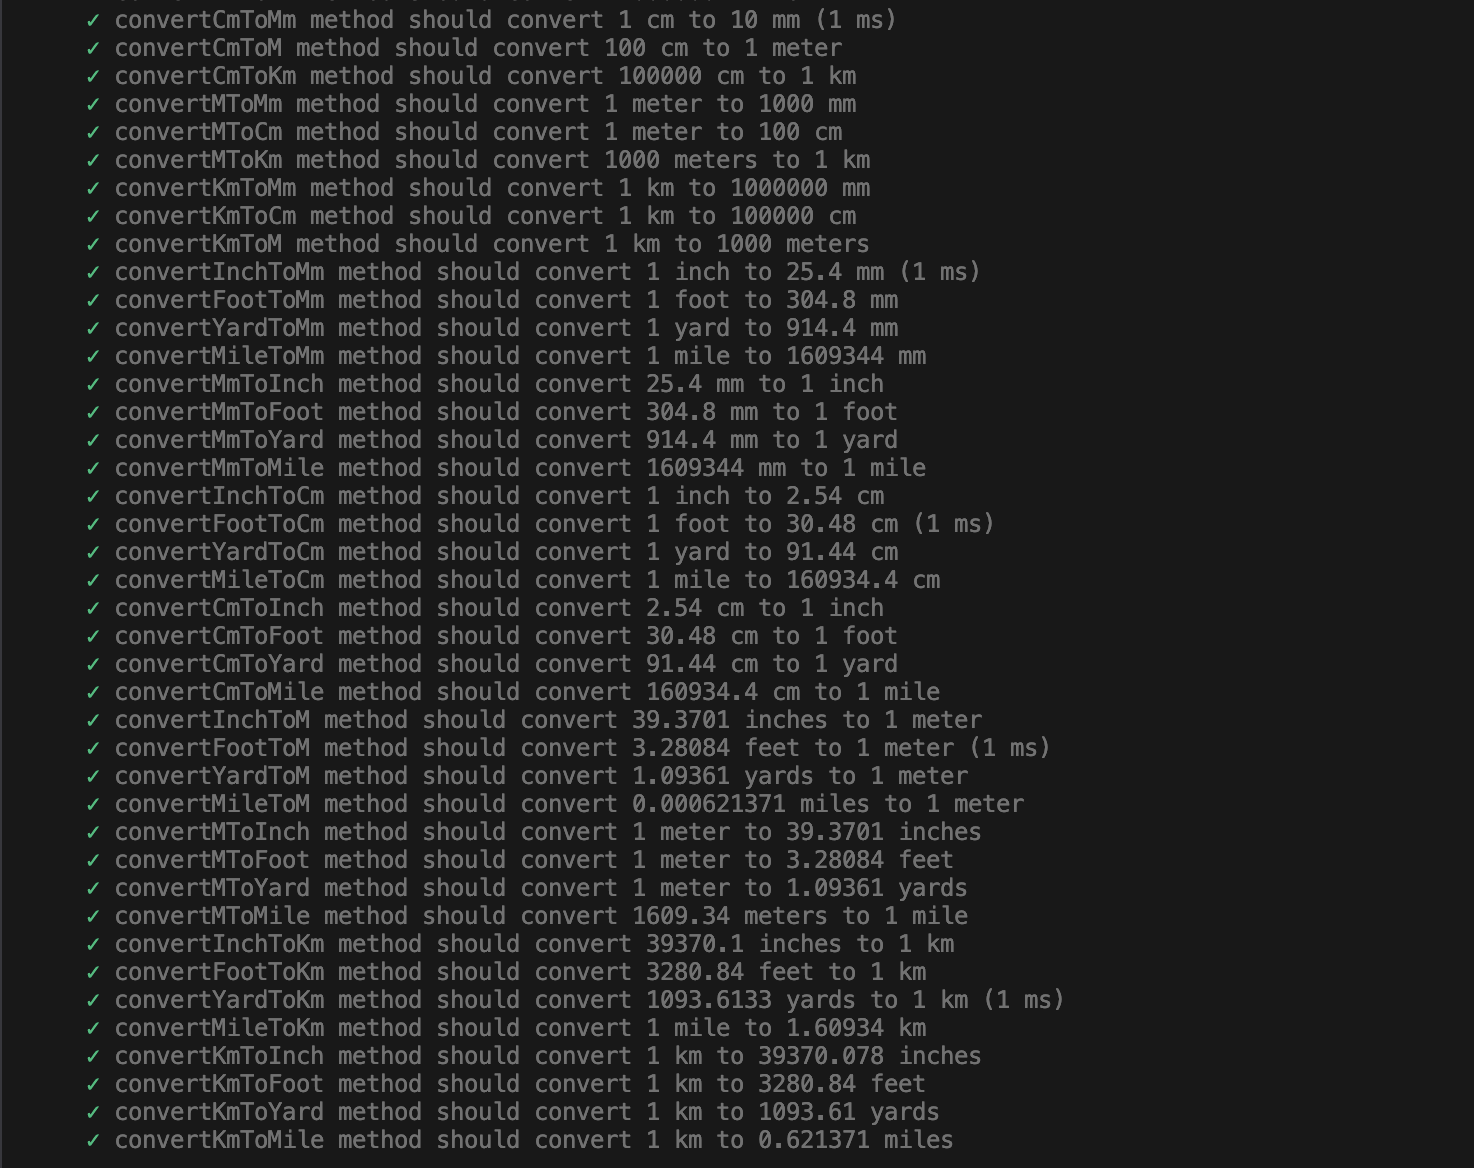 ✓ convertCmToMm method should convert 1 cm to 10 mm (1 ms)
✓ convertCmToM method should convert 100 cm to 1 meter
✓ convertCmToKm method should convert 100000 cm to 1 km
✓ convertMToMm method should convert 1 meter to 1000 mm
✓ convertMToCm method should convert 1 meter to 100 cm
✓ convertMToKm method should convert 1000 meters to 1 km
✓ convertKmToMm method should convert 1 km to 1000000 mm
✓ convertKmToCm method should convert 1 km to 100000 cm
✓ convertKmToM method should convert 1 km to 1000 meters
✓ convertInchToMm method should convert 1 inch to 25.4 mm (1 ms)
✓ convertFootToMm method should convert 1 foot to 304.8 mm
✓ convertYardToMm method should convert 1 yard to 914.4 mm
✓ convertMileToMm method should convert 1 mile to 1609344 mm
✓ convertMmToInch method should convert 25.4 mm to 1 inch
✓ convertMmToFoot method should convert 304.8 mm to 1 foot
✓ convertMmToYard method should convert 914.4 mm to 1 yard
✓ convertMmToMile method should convert 1609344 mm to 1 mile
✓ convertInchToCm method should convert 1 inch to 2.54 cm
✓ convertFootToCm method should convert 1 foot to 30.48 cm (1 ms)
✓ convertYardToCm method should convert 1 yard to 91.44 cm
✓ convertMileToCm method should convert 1 mile to 160934.4 cm
✓ convertCmToInch method should convert 2.54 cm to 1 inch
✓ convertCmToFoot method should convert 30.48 cm to 1 foot
✓ convertCmToYard method should convert 91.44 cm to 1 yard
✓ convertCmToMile method should convert 160934.4 cm to 1 mile
✓ convertInchToM method should convert 39.3701 inches to 1 meter
✓ convertFootToM method should convert 3.28084 feet to 1 meter (1 ms)
✓ convertYardToM method should convert 1.09361 yards to 1 meter
✓ convertMileToM method should convert 0.000621371 miles to 1 meter
✓ convertMToInch method should convert 1 meter to 39.3701 inches
✓ convertMToFoot method should convert 1 meter to 3.28084 feet
✓ convertMToYard method should convert 1 meter to 1.09361 yards
✓ convertMToMile method should convert 1609.34 meters to 1 mile
✓ convertInchToKm method should convert 39370.1 inches to 1 km
✓ convertFootToKm method should convert 3280.84 feet to 1 km
✓ convertYardToKm method should convert 1093.6133 yards to 1 km (1 ms)
✓ convertMileToKm method should convert 1 mile to 1.60934 km
✓ convertKmToInch method should convert 1 km to 39370.078 inches
✓ convertKmToFoot method should convert 1 km to 3280.84 feet
✓ convertKmToYard method should convert 1 km to 1093.61 yards
✓ convertKmToMile method should convert 1 km to 0.621371 miles